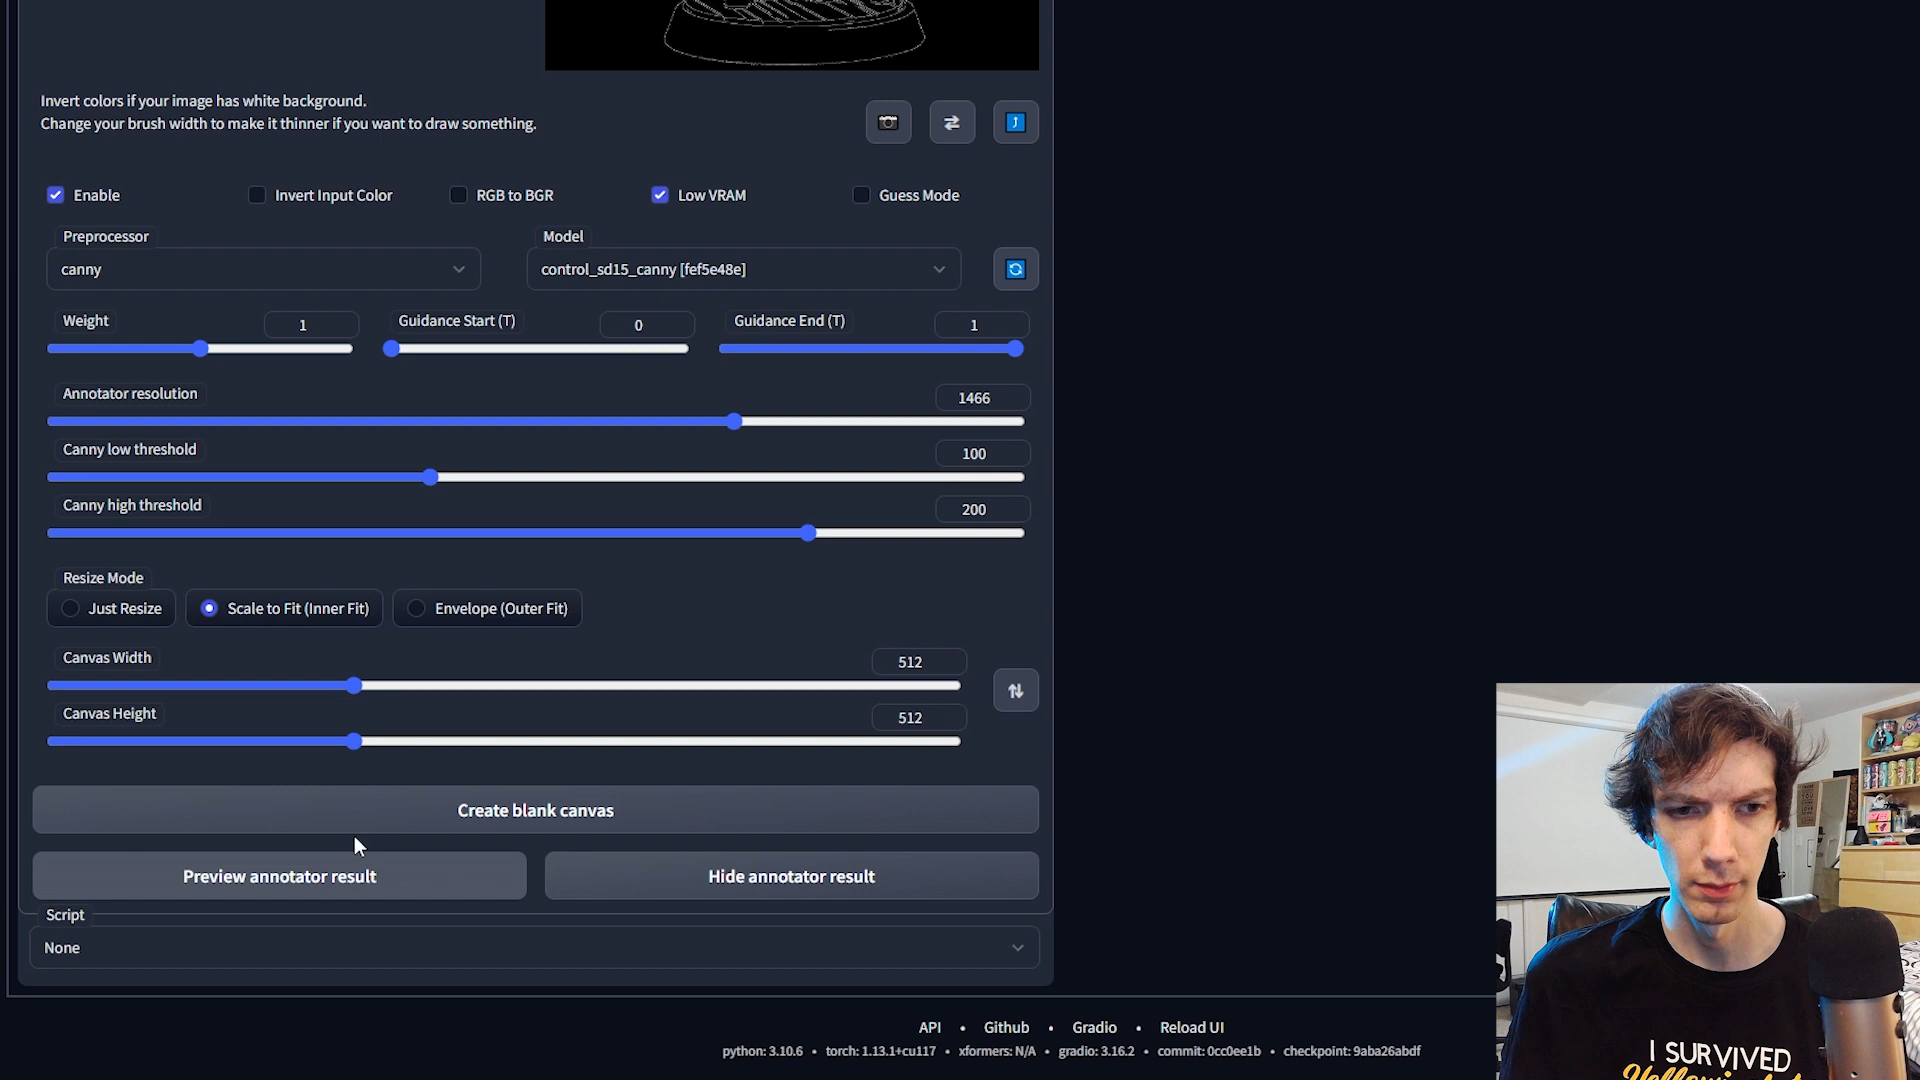 Invert colors if your image has white background.
Change your brush width to make it thinner if you want to draw something.
Enable
Invert Input Color
RGB to BGR
Low VRAM
Guess Mode
Preprocessor
Model
canny
control_sd15_canny [fef5e48e]
Weight
1
Guidance Start (T)
0
Guidance End (T)
1
Annotator resolution
1466
Canny low threshold
100
Canny high threshold
200
Resize Mode
Just Resize
Scale to Fit (Inner Fit)
Envelope (Outer Fit)
Canvas Width
512
Canvas Height
512
Create blank canvas
Preview annotator result
Hide annotator result
Script
None
API • Github • Gradio • Reload UI
python: 3.10.6 • torch: 1.13.1+cu117 • xformers: N/A • gradio: 3.16.2 • commit: 0cc0ee1b • checkpoint: 9aba26abdf
I SURVIVED